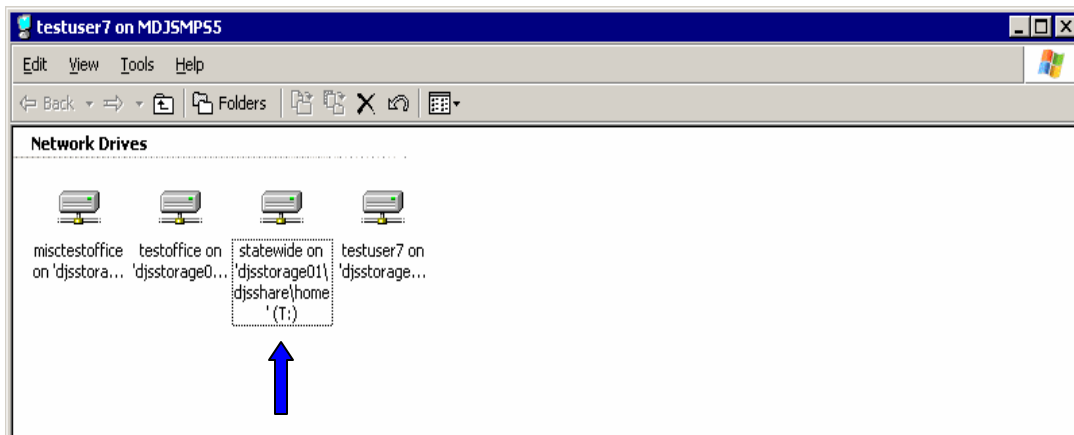 testuser7 on MDJSMPS5
Edit View Tools Help
Back Folders
Network Drives
misctestoffice
on 'djsstora...
testoffice on
'djsstorage0...
statewide on
'djsstorage01\
djsshare\home
' (T:)
testuser7 on
'djsstorage...